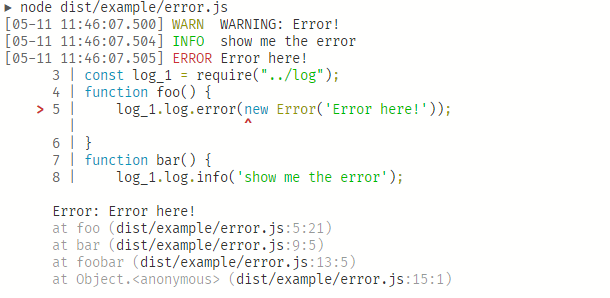 ▶ node dist/example/error.js
[05-11 11:46:07.500] WARN  WARNING: Error!
[05-11 11:46:07.504] INFO  show me the error
[05-11 11:46:07.505] ERROR Error here!
      3 | const log_1 = require("../log");
      4 | function foo() {
    > 5 |     log_1.log.error(new Error('Error here!'));
        |                     ^
      6 | }
      7 | function bar() {
      8 |     log_1.log.info('show me the error');

      Error: Error here!
      at foo (dist/example/error.js:5:21)
      at bar (dist/example/error.js:9:5)
      at foobar (dist/example/error.js:13:5)
      at Object.<anonymous> (dist/example/error.js:15:1)